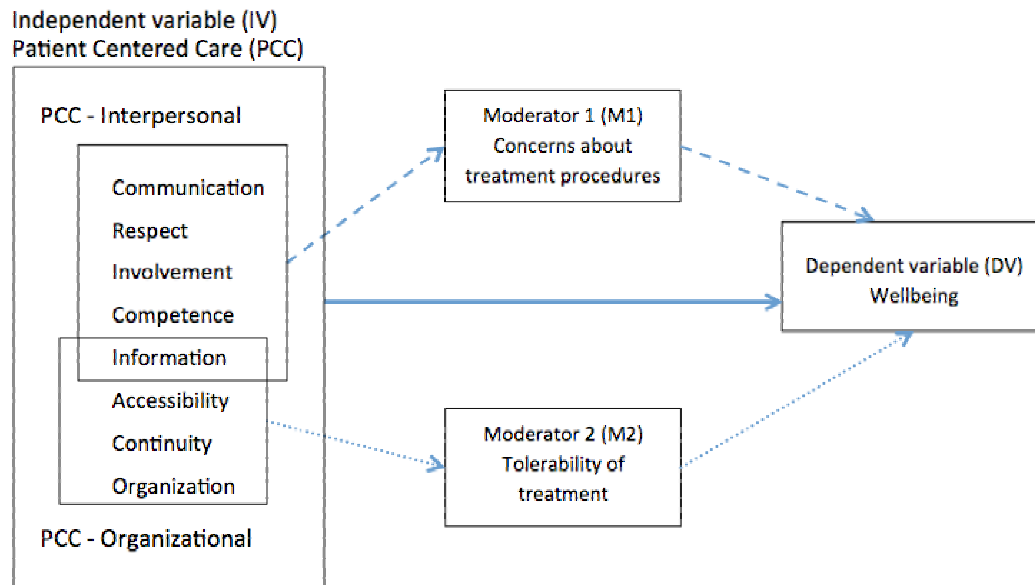 Independent variable (IV)
Patient Centered Care (PCC)
PCC - Interpersonal
Communication
Respect
Involvement
Competence
Information
Accessibility
Continuity
Organization
PCC - Organizational
Moderator 1 (M1)
Concerns about
treatment procedures
Moderator 2 (M2)
Tolerability of
treatment
Dependent variable (DV)
Wellbeing